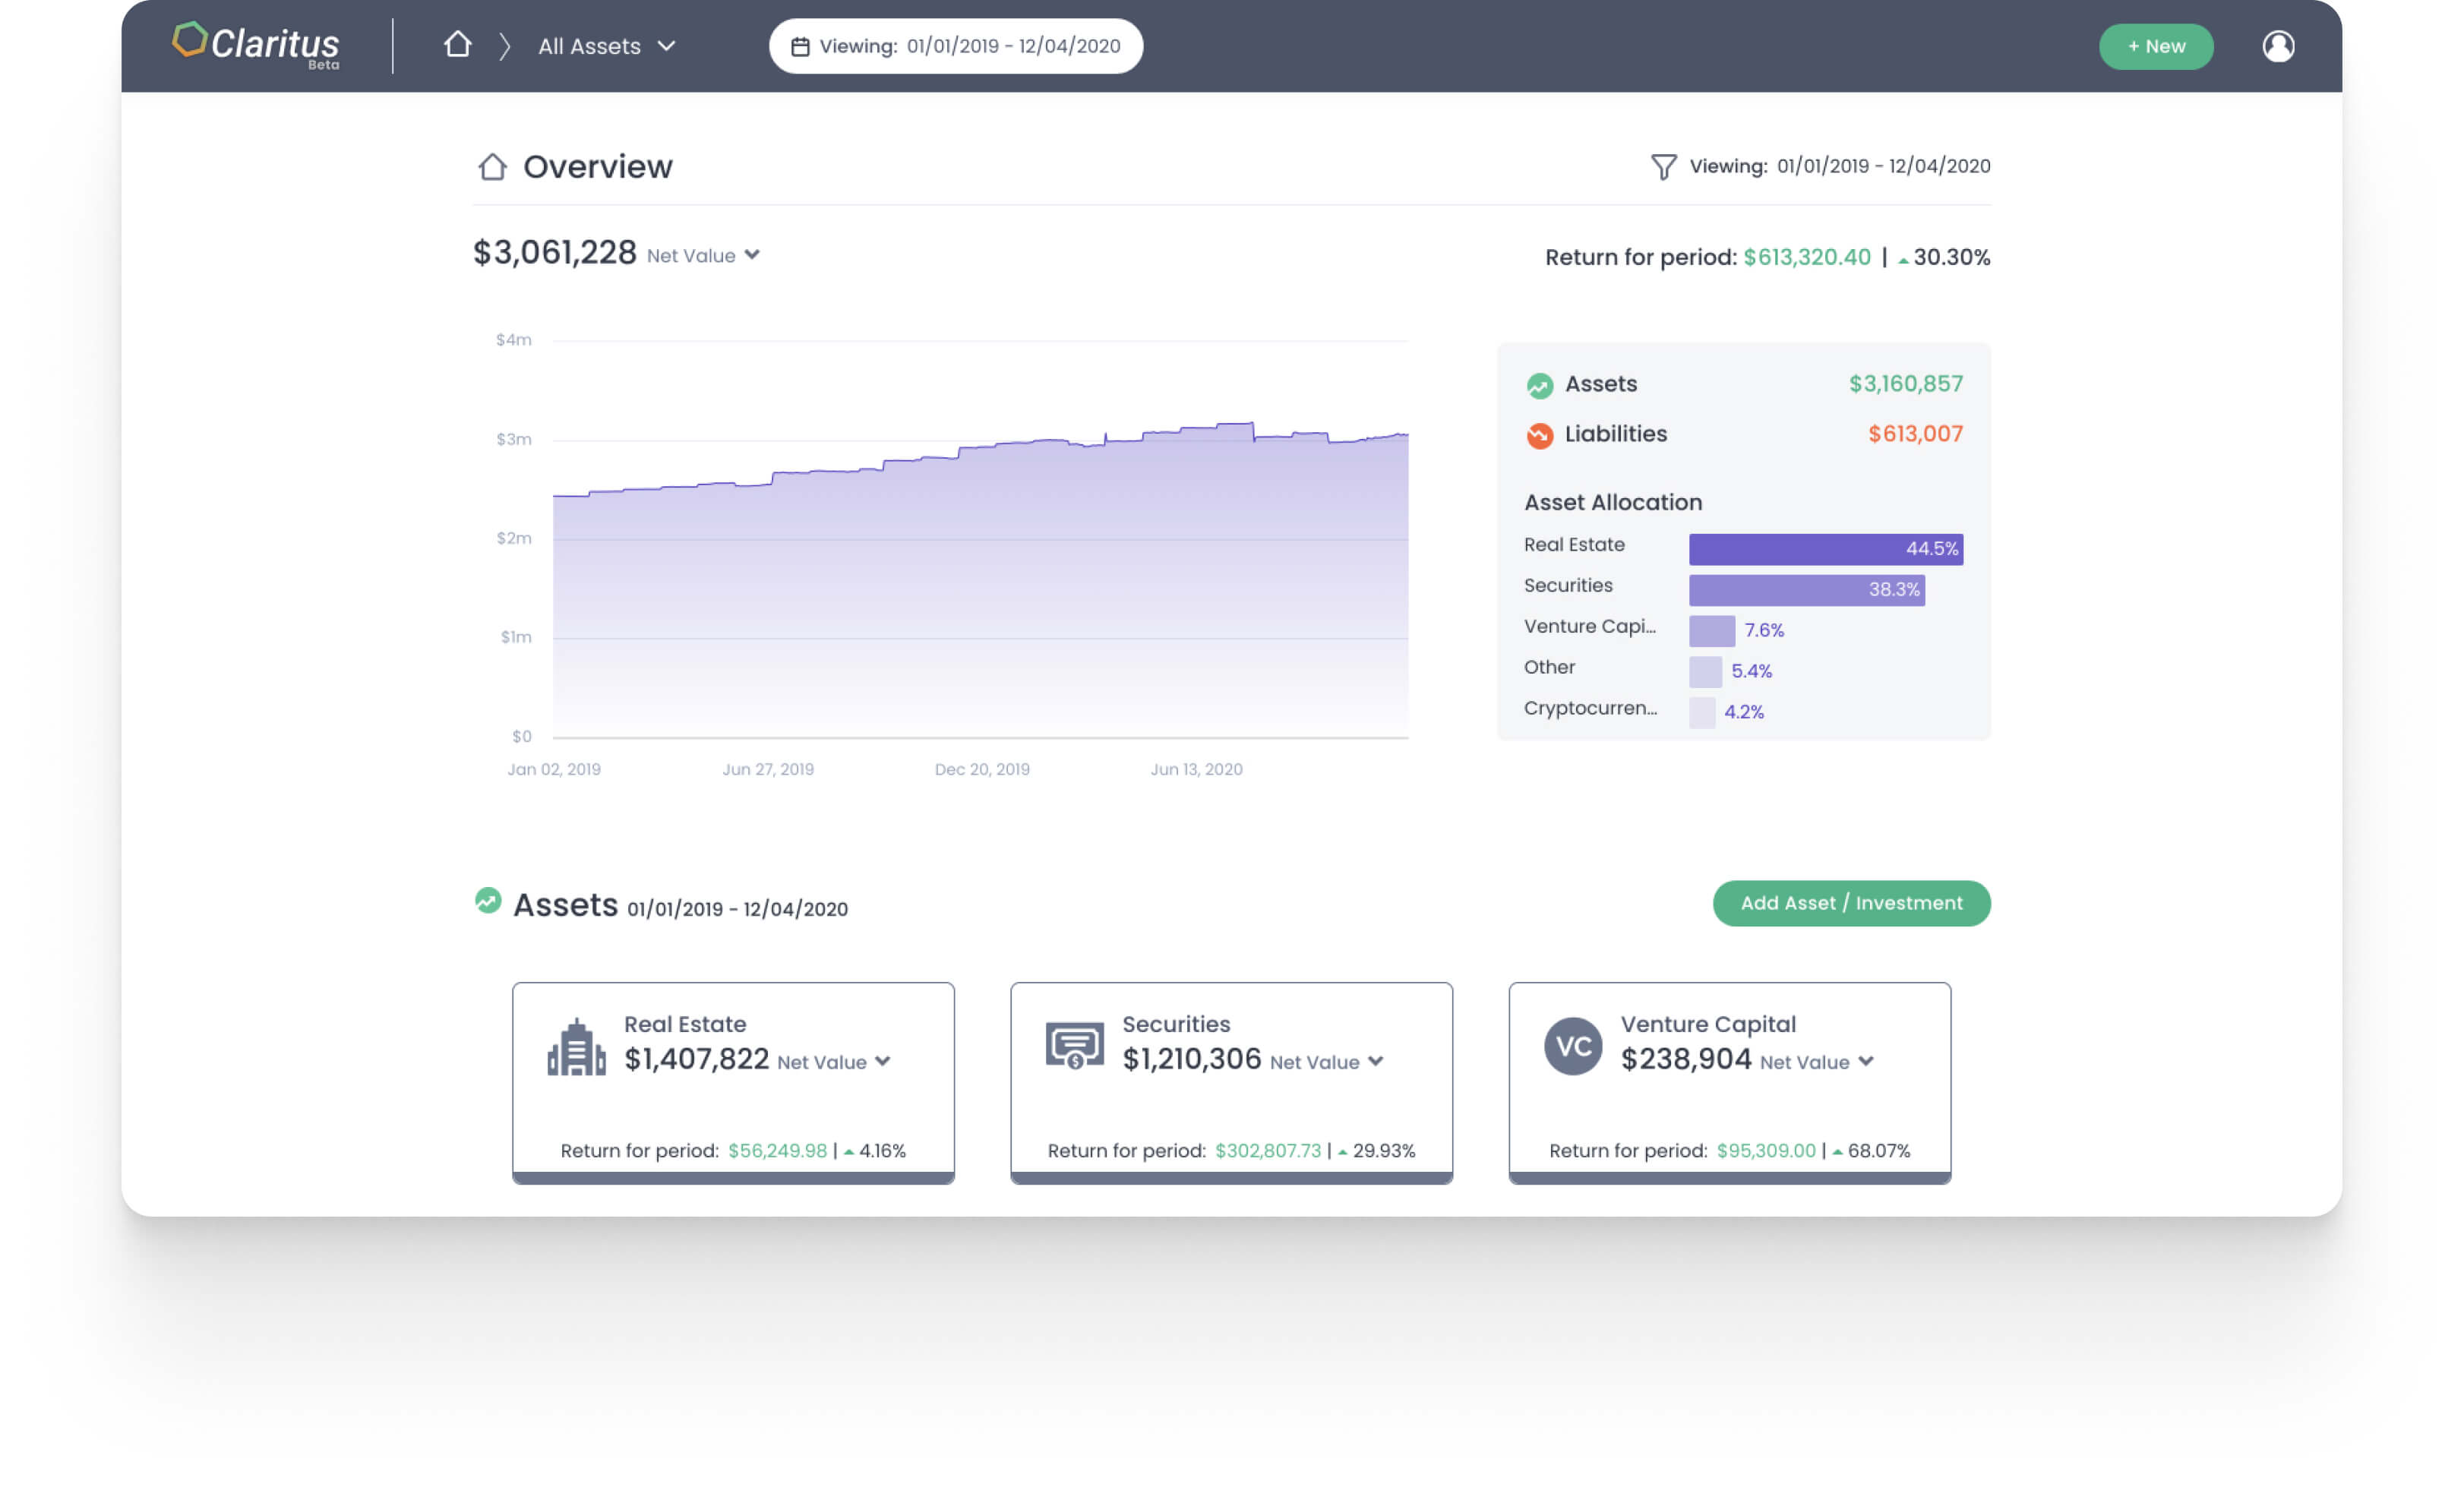 Claritus
Beta
All Assets
Viewing: 01/01/2019 - 12/04/2020
+ New
Overview
Viewing: 01/01/2019 - 12/04/2020
$3,061,228 Net Value
Return for period: $613,320.40 | 30.30%
$4m
$3m
$2m
$1m
$0
Jan 02, 2019
Jun 27, 2019
Dec 20, 2019
Jun 13, 2020
Assets $3,160,857
Liabilities $613,007
Asset Allocation
Real Estate 44.5%
Securities 38.3%
Venture Capi... 7.6%
Other 5.4%
Cryptocurren... 4.2%
Assets 01/01/2019 - 12/04/2020
Add Asset / Investment
Real Estate
$1,407,822 Net Value
Return for period: $56,249.98 | 4.16%
Securities
$1,210,306 Net Value
Return for period: $302,807.73 | 29.93%
VC
Venture Capital
$238,904 Net Value
Return for period: $95,309.00 | 68.07%